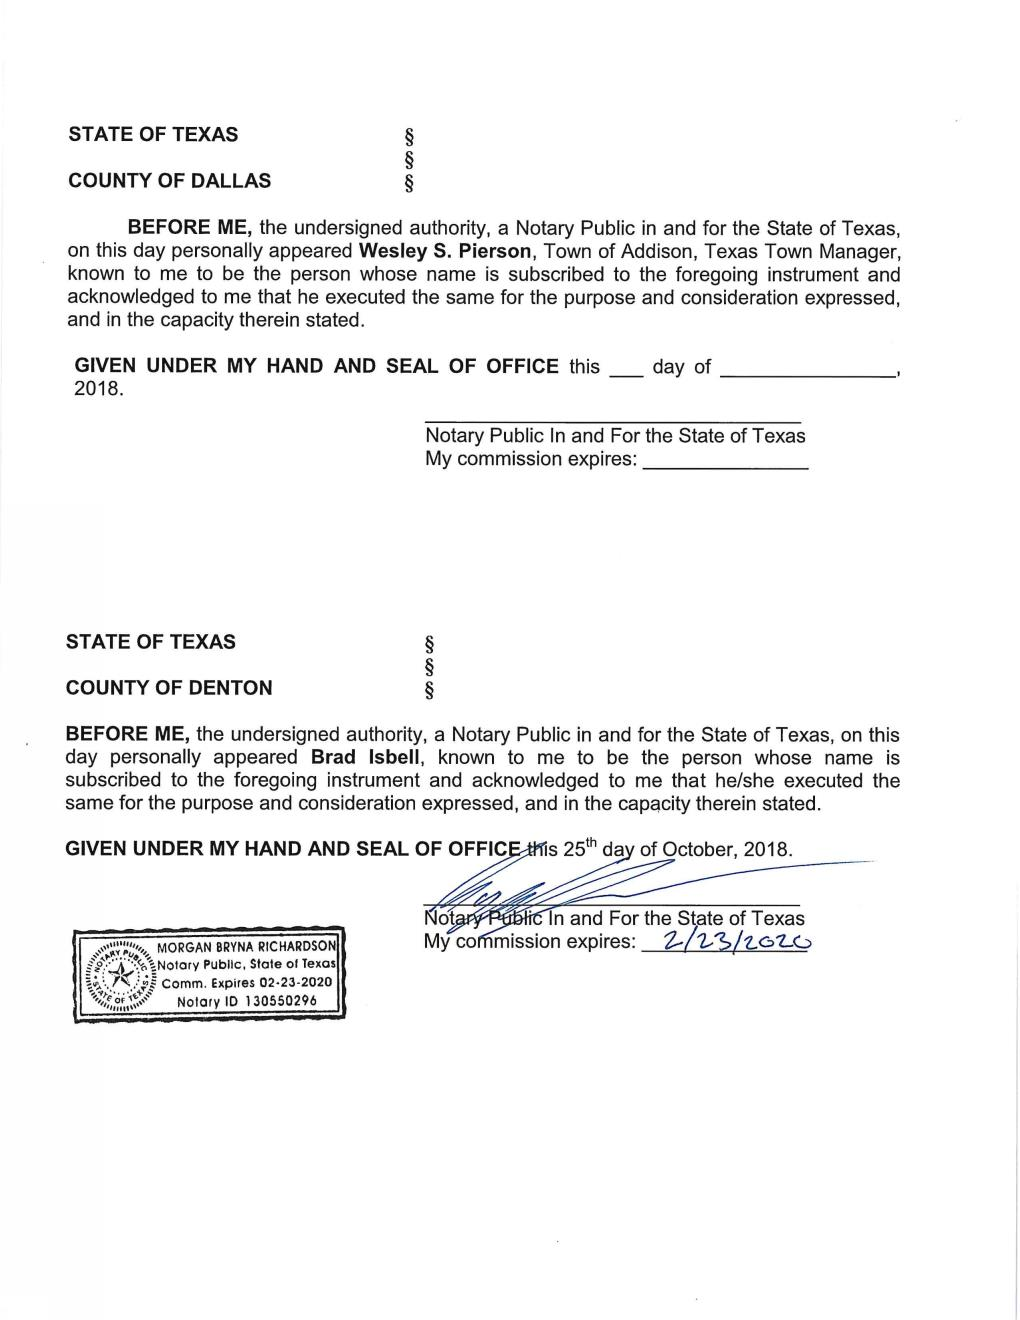 STATE OF TEXAS §
§
COUNTY OF DALLAS §
BEFORE ME, the undersigned authority, a Notary Public in and for the State of Texas,
on this day personally appeared Wesley S. Pierson, Town of Addison, Texas Town Manager,
known to me to be the person whose name is subscribed to the foregoing instrument and
acknowledged to me that he executed the same for the purpose and consideration expressed,
and in the capacity therein stated.
GIVEN UNDER MY HAND AND SEAL OF OFFICE this ___ day of ________________,
2018.
Notary Public In and For the State of Texas
My commission expires: _______________
STATE OF TEXAS §
§
COUNTY OF DENTON §
BEFORE ME, the undersigned authority, a Notary Public in and for the State of Texas, on this
day personally appeared Brad Isbell, known to me to be the person whose name is
subscribed to the foregoing instrument and acknowledged to me that he/she executed the
same for the purpose and consideration expressed, and in the capacity therein stated.
GIVEN UNDER MY HAND AND SEAL OF OFFICE this 25th day of October, 2018.
Notary Public In and For the State of Texas
My commission expires: 2/23/2020
NOTARY PUBLIC
STATE OF TEXAS
MORGAN BRYNA RICHARDSON
Notary Public, State of Texas
Comm. Expires 02-23-2020
Notary ID 130550296